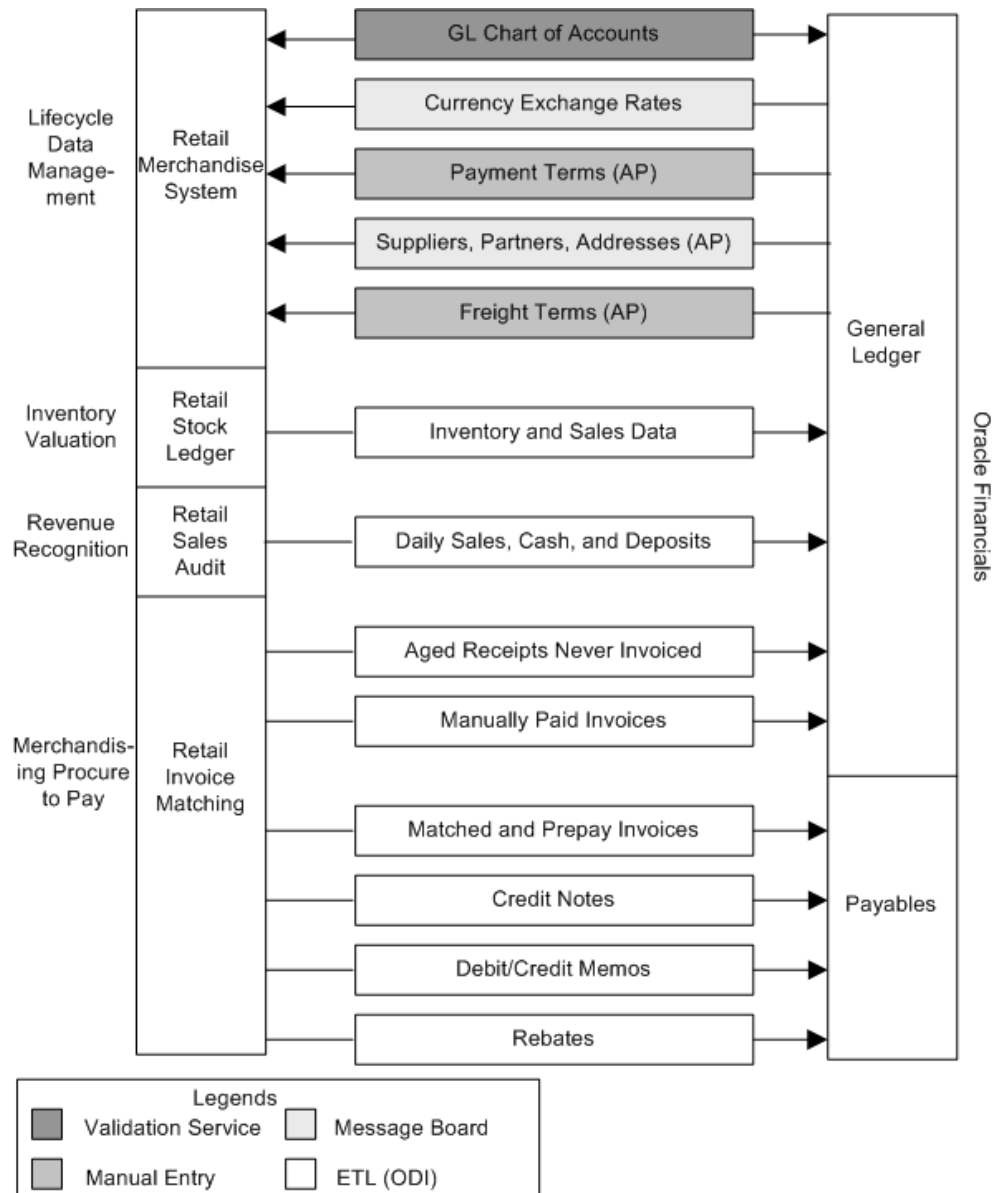 GL Chart of Accounts
Currency Exchange Rates
Payment Terms (AP)
Suppliers, Partners, Addresses (AP)
Freight Terms (AP)
Lifecycle
Data
Manage-
ment
Retail
Merchandise
System
General
Ledger
Inventory
Valuation
Retail
Stock
Ledger
Inventory and Sales Data
Oracle Financials
Revenue
Recognition
Retail
Sales
Audit
Daily Sales, Cash, and Deposits
Aged Receipts Never Invoiced
Manually Paid Invoices
Merchandis-
ing Procure
to Pay
Retail
Invoice
Matching
Matched and Prepay Invoices
Credit Notes
Debit/Credit Memos
Rebates
Payables
Legends
Validation Service
Message Board
Manual Entry
ETL (ODI)